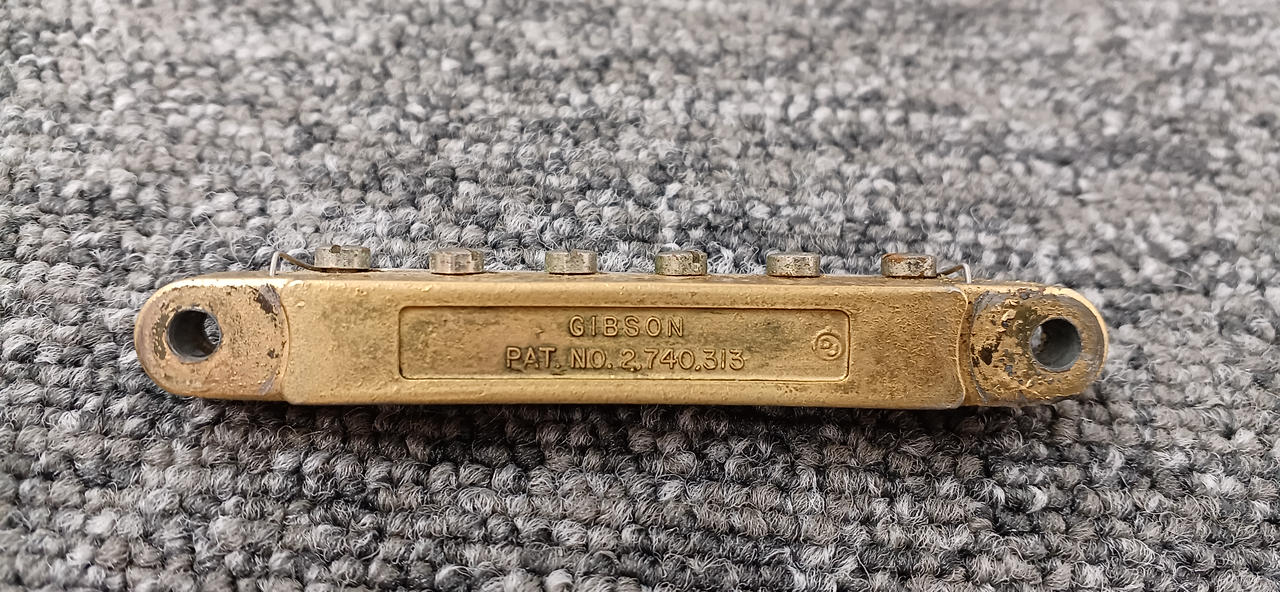 GIBSON
PAT. NO. 2,740,313